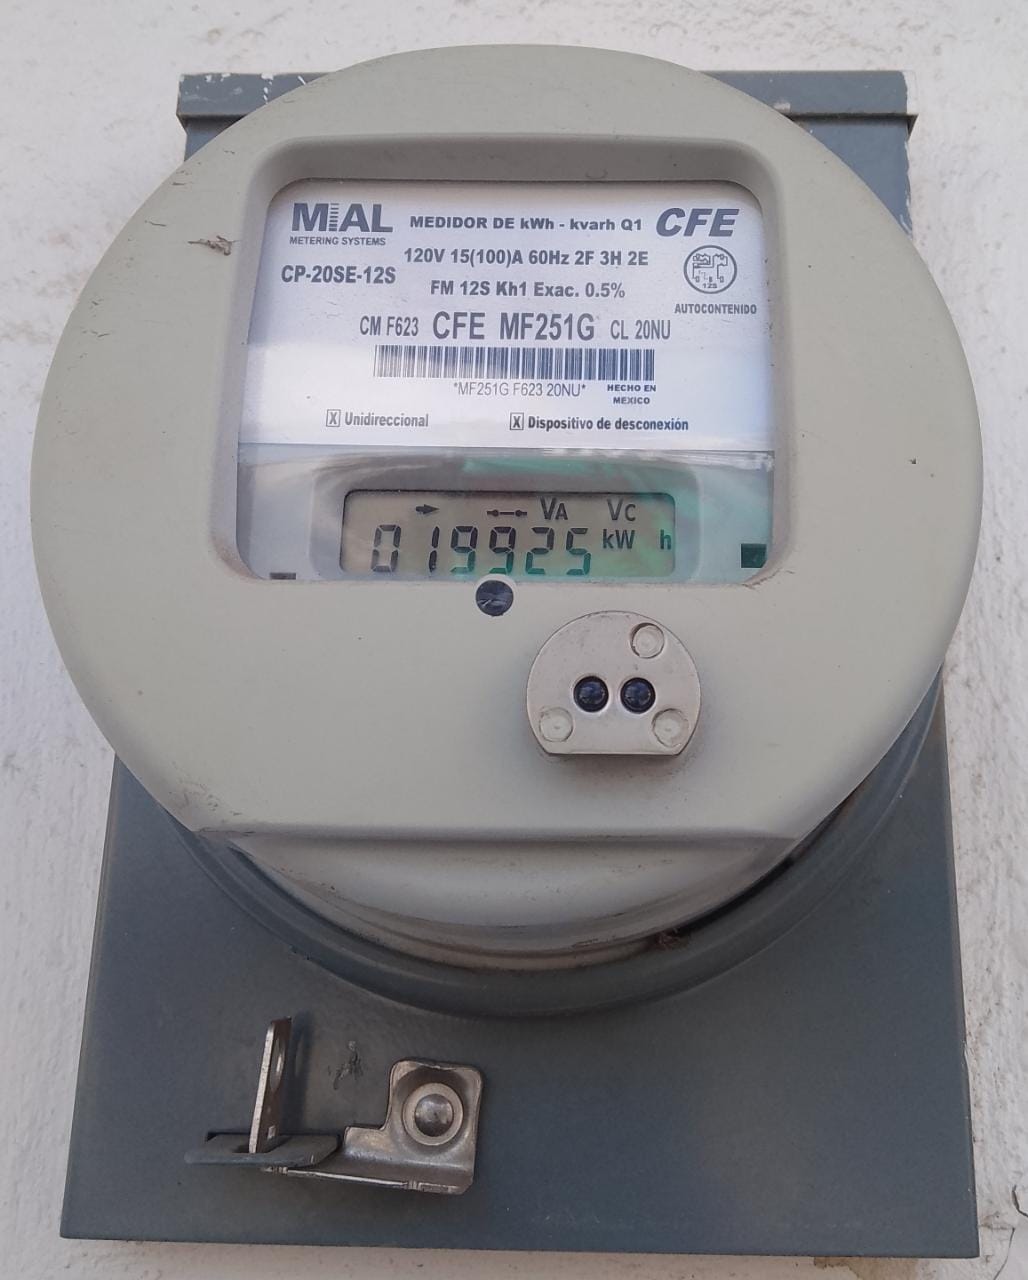 MIAL
METERING SYSTEMS
MEDIDOR DE kWh - kvarh Q1
CFE
120V 15(100)A 60Hz 2F 3H 2E
CP-20SE-12S
FM 12S Kh1 Exac. 0.5%
12S
AUTOCONTENIDO
CM F623 CFE MF251G CL 20NU
*MF251G F623 20NU*
HECHO EN
MEXICO
X Unidireccional
X Dispositivo de desconexión
VA VC
019925 kW h